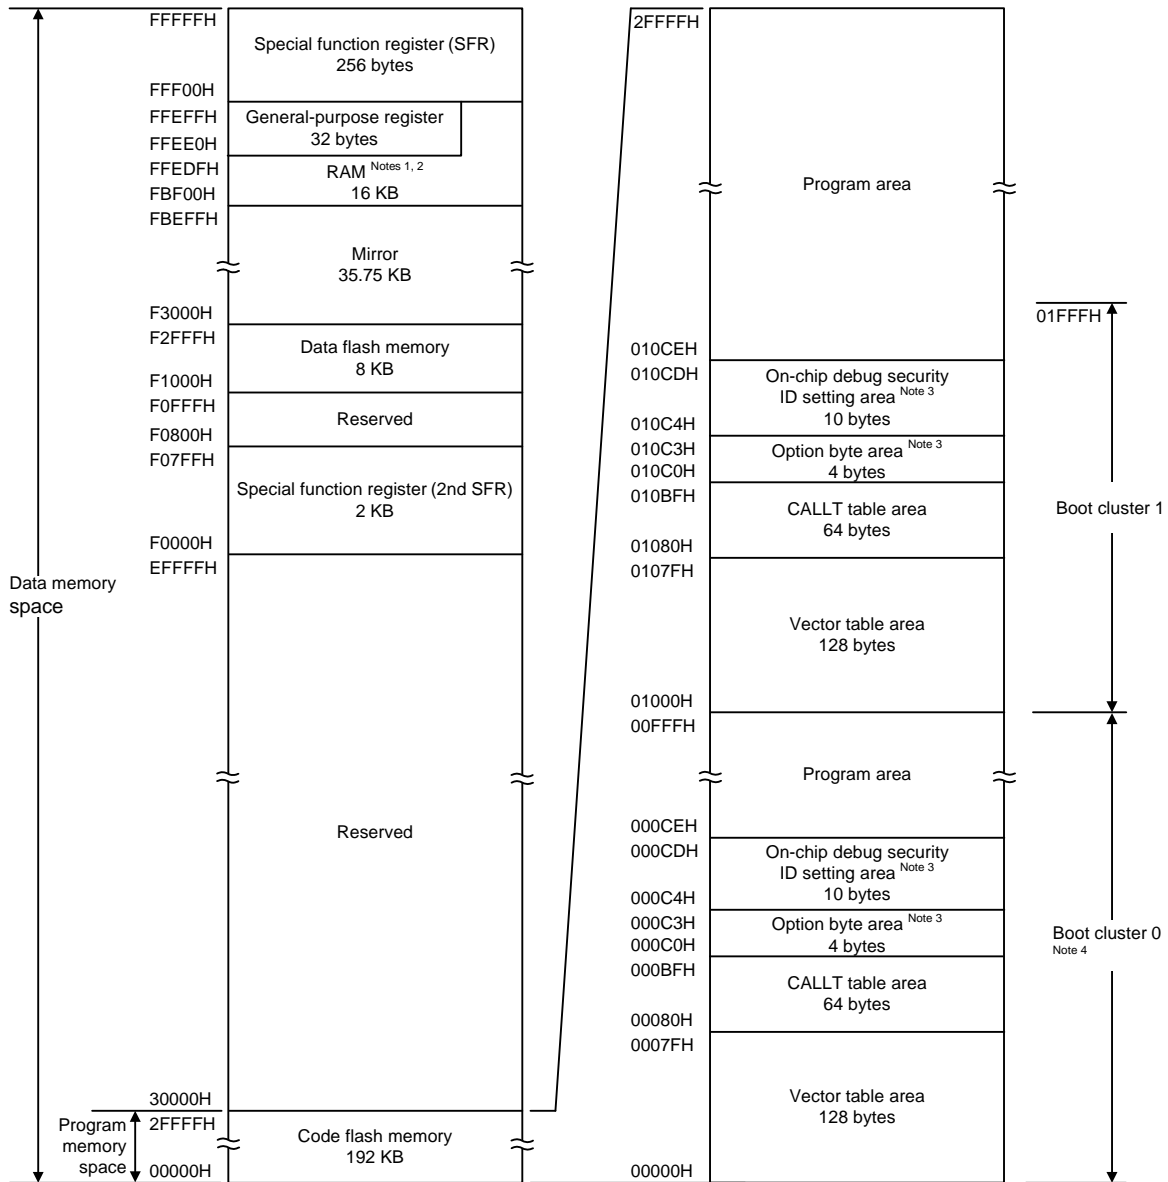 FFFFFH
Special function register (SFR)
256 bytes
FFF00H
FFEFFH
General-purpose register
32 bytes
FFEE0H
FFEDFH
RAM Notes 1, 2
16 KB
FBF00H
FBEFFH
Mirror
35.75 KB
F3000H
F2FFFH
Data flash memory
8 KB
F1000H
F0FFFH
Reserved
F0800H
F07FFH
Special function register (2nd SFR)
2 KB
F0000H
EFFFFH
Data memory
space
Reserved
30000H
2FFFFH
Program
memory
space
Code flash memory
192 KB
00000H
2FFFFH
Program area
01FFFH
010CEH
010CDH
On-chip debug security
ID setting area Note 3
10 bytes
010C4H
010C3H
Option byte area Note 3
4 bytes
010C0H
010BFH
CALLT table area
64 bytes
Boot cluster 1
01080H
0107FH
Vector table area
128 bytes
01000H
00FFFH
Program area
000CEH
000CDH
On-chip debug security
ID setting area Note 3
10 bytes
000C4H
000C3H
Option byte area Note 3
4 bytes
000C0H
Boot cluster 0
Note 4
000BFH
CALLT table area
64 bytes
00080H
0007FH
Vector table area
128 bytes
00000H